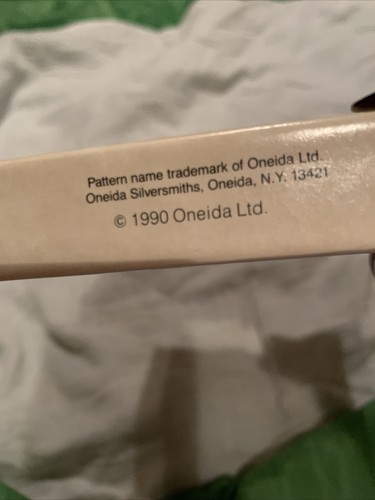 Pattern name trademark of Oneida Ltd.
Oneida Silversmiths, Oneida, N.Y. 13421
© 1990 Oneida Ltd.